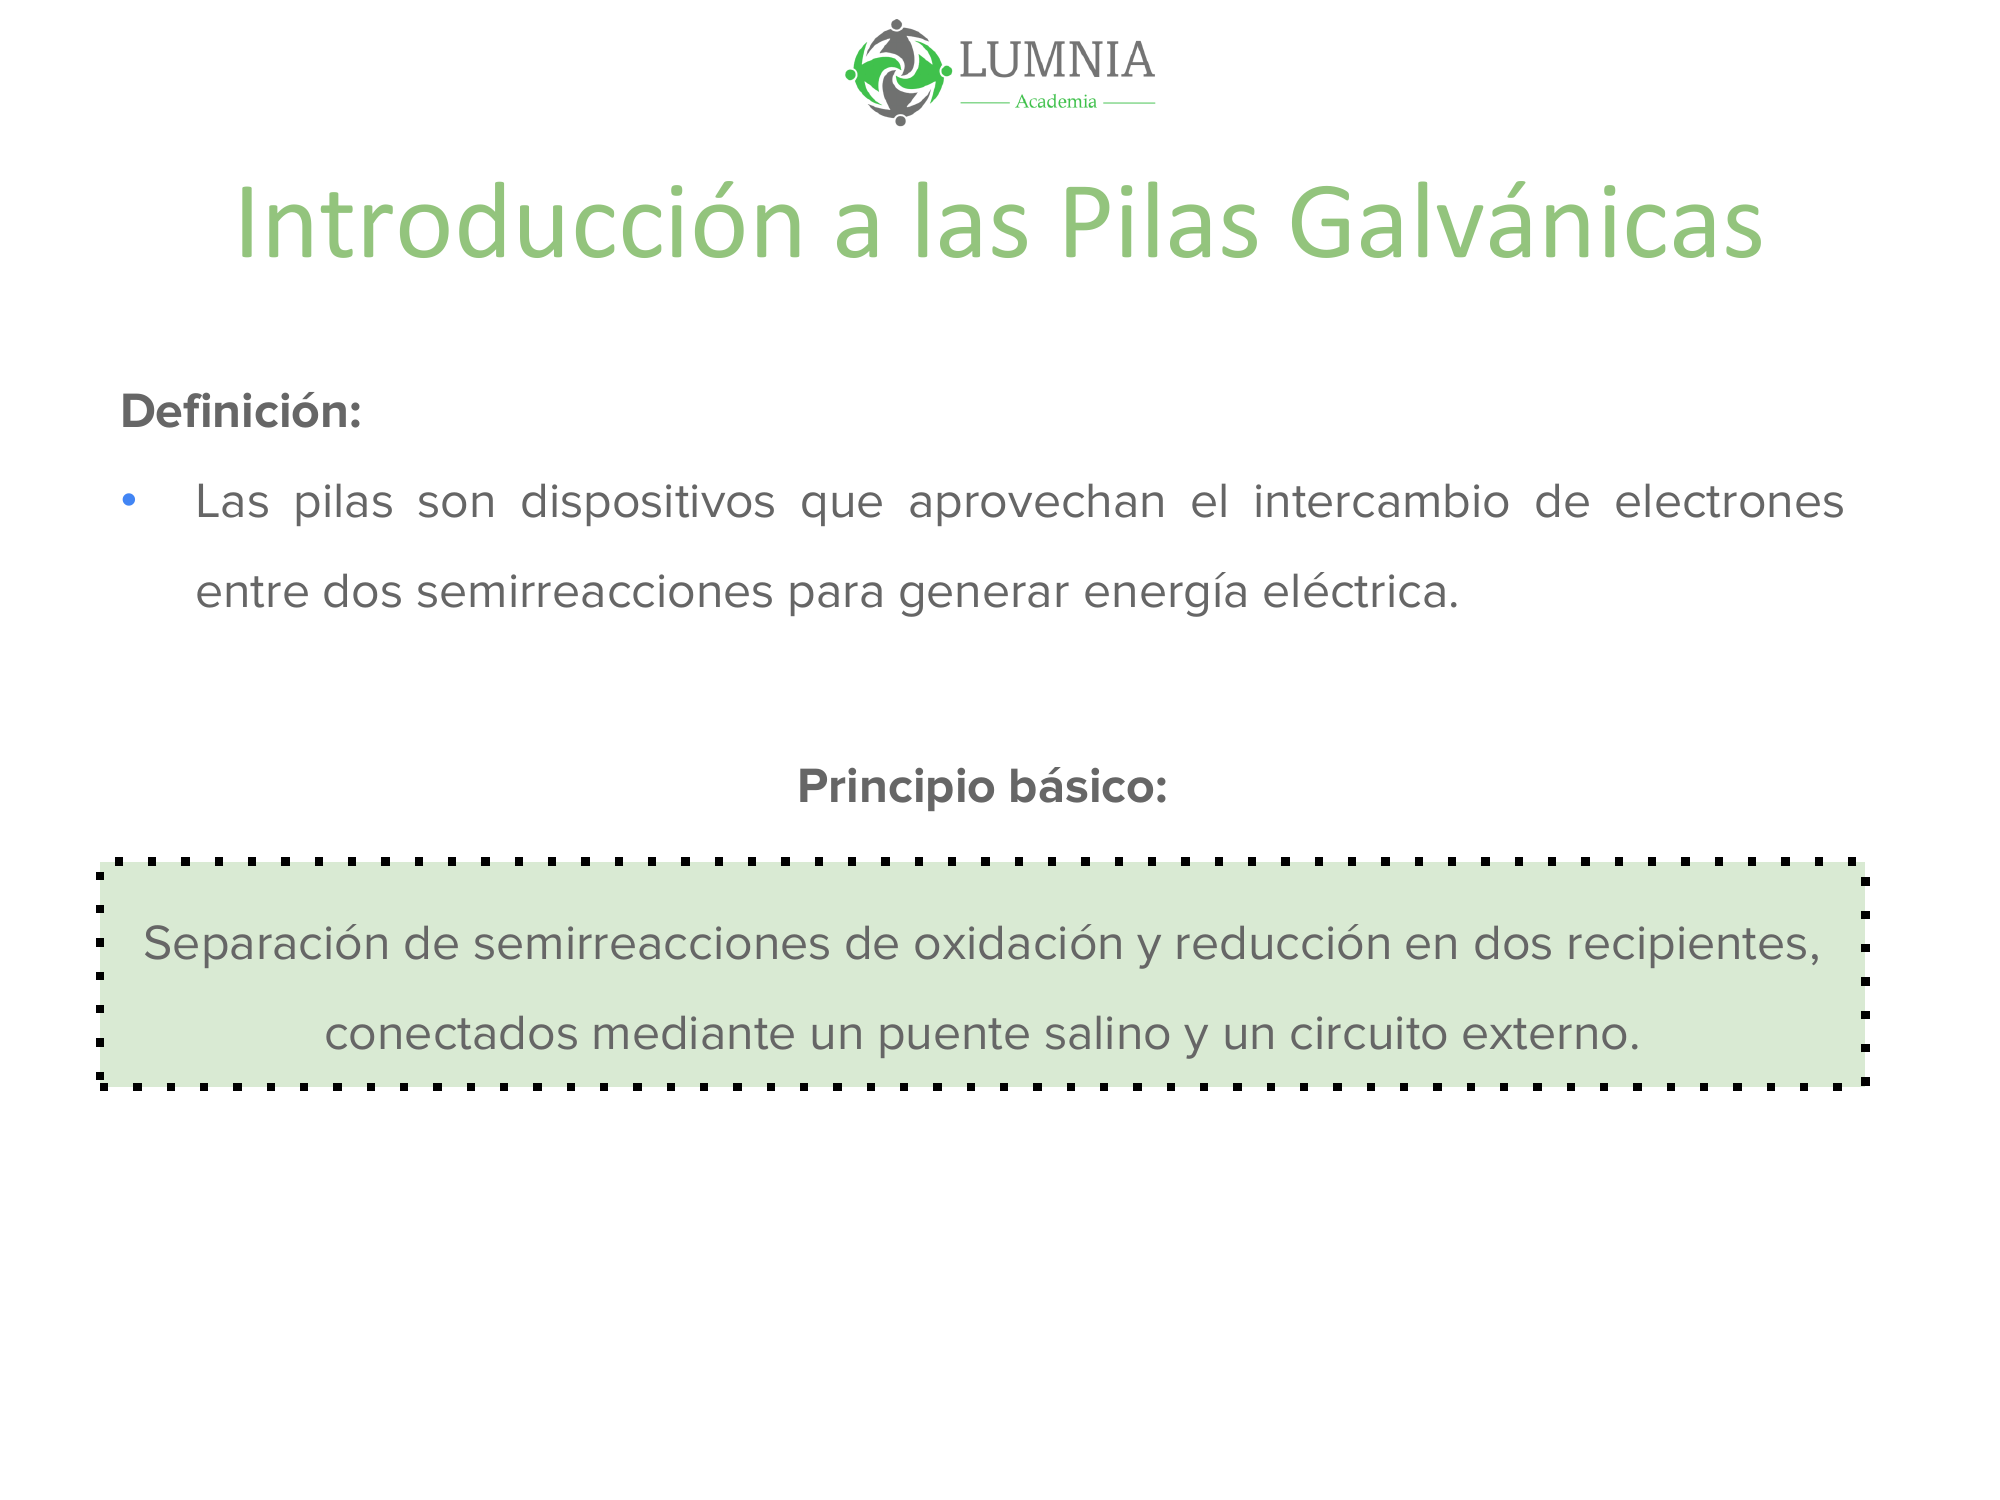 LUMNIA
Academia
Introducción a las Pilas Galvánicas
Definición:
• Las pilas son dispositivos que aprovechan el intercambio de electrones
entre dos semirreacciones para generar energía eléctrica.
Principio básico:
Separación de semirreacciones de oxidación y reducción en dos recipientes,
conectados mediante un puente salino y un circuito externo.